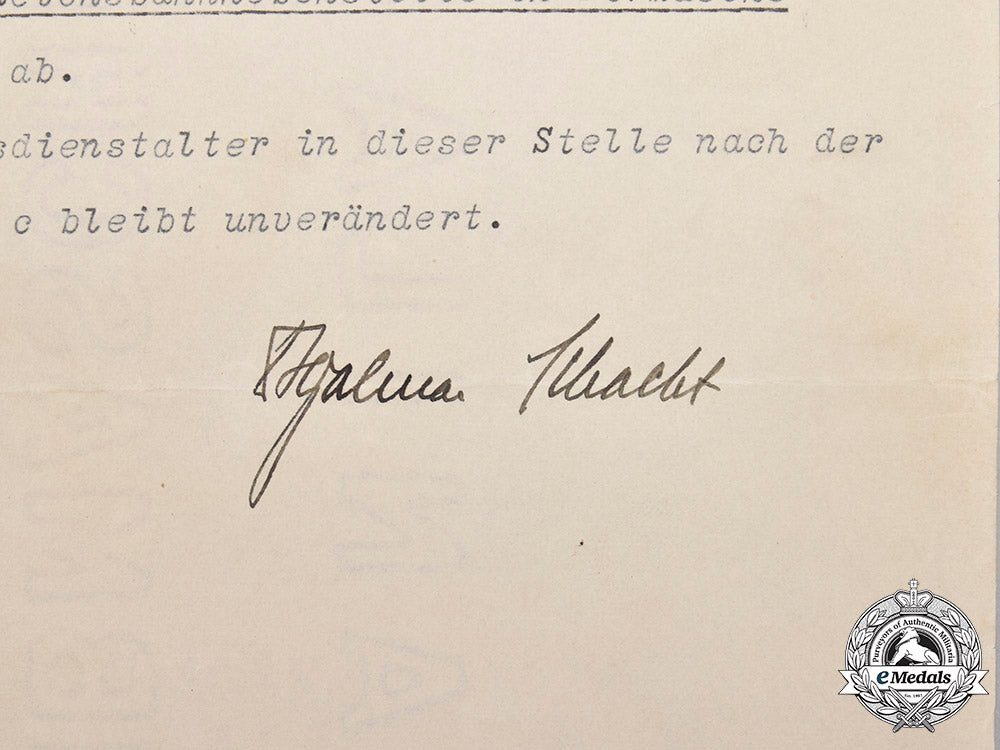 ab.
sdienstalter in dieser Stelle nach der
c bleibt unverändert.
Hjalmar Schacht
Purveyors of Authentic Militaria
eMedals